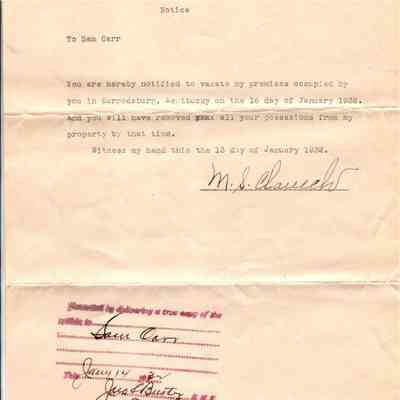 Notice
To Sam Carr
You are hereby notified to vacate my premises occupied by
you in Harrodsburg, Kentucky on the 16 day of January 1932.
And you will have removed all your possessions from my
property by that time.
Witness my hand this the 13 day of January 1932.
M. S.
Executed by delivering a true copy of the
within to
Sam Carr
This Jany 14 1932